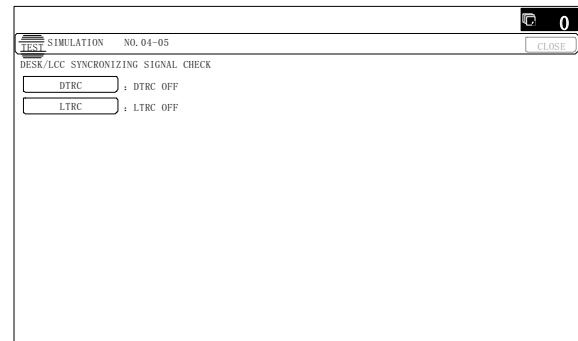 0
TEST SIMULATION NO. 04-05 CLOSE
DESK/LCC SYNCRONIZING SIGNAL CHECK
DTRC : DTRC OFF
LTRC : LTRC OFF